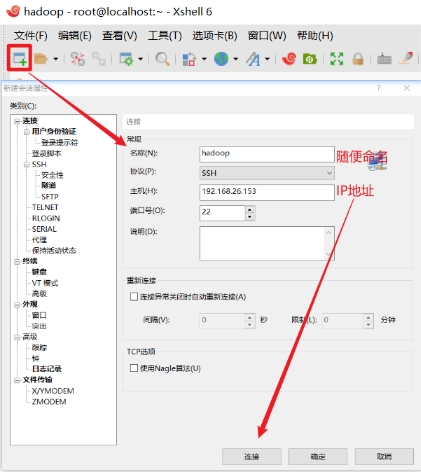 hadoop - root@localhost:~ - Xshell 6
文件(F) 编辑(E) 查看(V) 工具(T) 选项卡(B) 窗口(W) 帮助(H)
新建会话属性 ? ×
类别(C):
连接
用户身份验证
登录提示符
登录脚本
SSH
安全性
隧道
SFTP
TELNET
RLOGIN
SERIAL
代理
保持活动状态
终端
键盘
VT 模式
高级
外观
窗口
突出
高级
跟踪
钟
日志记录
文件传输
X/YMODEM
ZMODEM
连接
常规
名称(N): hadoop 随便命名
协议(P): SSH
主机(H): 192.168.26.153 IP地址
端口号(O): 22
说明(D):
重新连接
连接异常关闭时自动重新连接(A)
间隔(V): 0 秒 限制(L): 0 分钟
TCP选项
使用Nagle算法(U)
连接 确定 取消